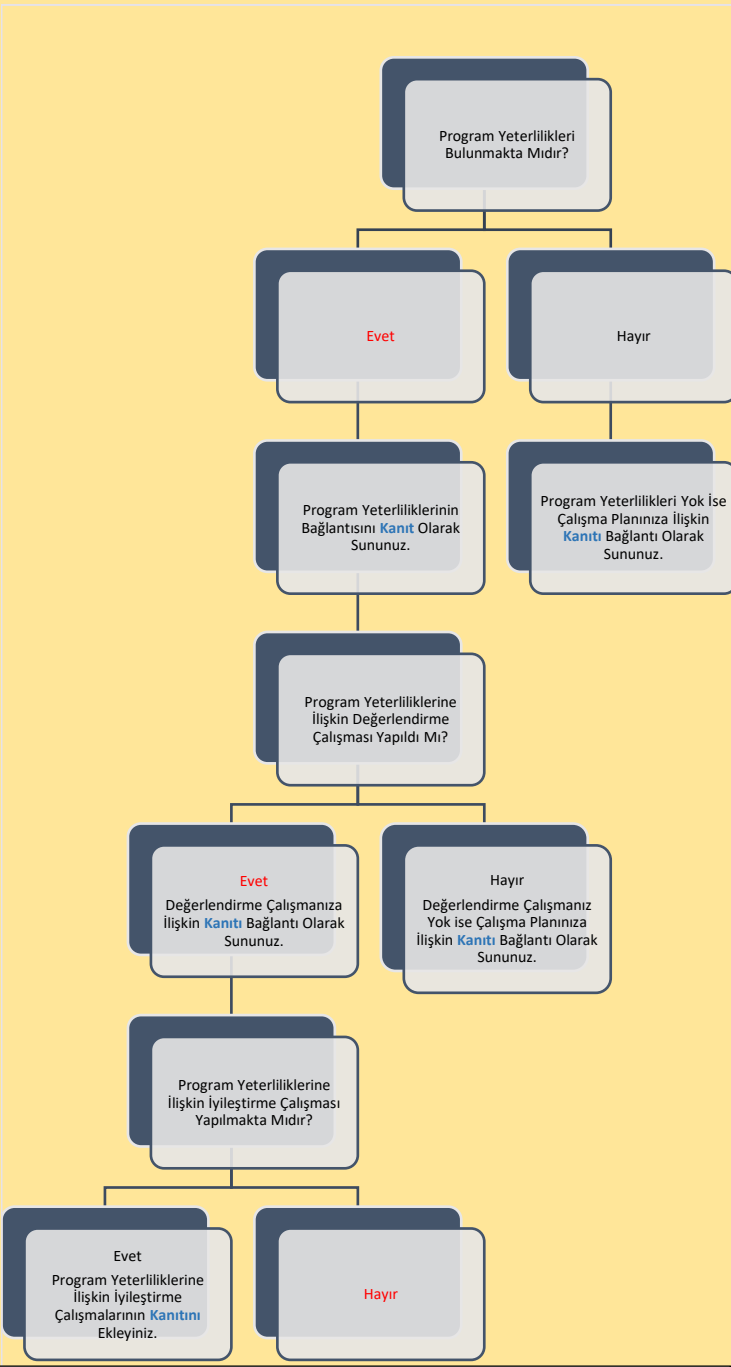 Program Yeterlilikleri
Bulunmakta Mıdır?
Evet
Hayır
Program Yeterliliklerinin
Bağlantısını Kanıt Olarak
Sununuz.
Program Yeterlilikleri Yok İse
Çalışma Planınıza İlişkin
Kanıtı Bağlantı Olarak
Sununuz.
Program Yeterliliklerine
İlişkin Değerlendirme
Çalışması Yapıldı Mı?
Evet
Değerlendirme Çalışmanıza
İlişkin Kanıtı Bağlantı Olarak
Sununuz.
Hayır
Değerlendirme Çalışmanız
Yok ise Çalışma Planınıza
İlişkin Kanıtı Bağlantı Olarak
Sununuz.
Program Yeterliliklerine
İlişkin İyileştirme Çalışması
Yapılmakta Mıdır?
Evet
Program Yeterliliklerine
İlişkin İyileştirme
Çalışmalarının Kanıtını
Ekleyiniz.
Hayır